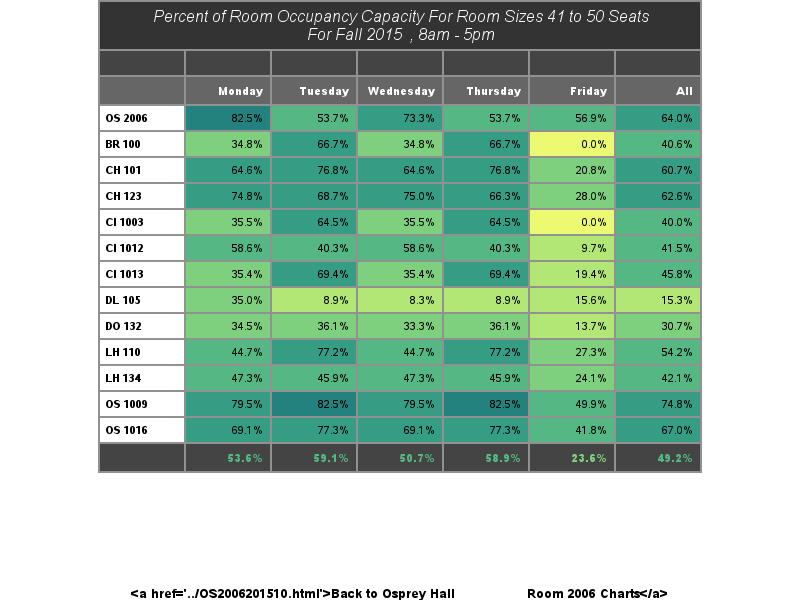 Percent of Room Occupancy Capacity For Room Sizes 41 to 50 Seats
For Fall 2015 , 8am - 5pm
Monday Tuesday Wednesday Thursday Friday All
OS 2006 82.5% 53.7% 73.3% 53.7% 56.9% 64.0%
BR 100 34.8% 66.7% 34.8% 66.7% 0.0% 40.6%
CH 101 64.6% 76.8% 64.6% 76.8% 20.8% 60.7%
CH 123 74.8% 68.7% 75.0% 66.3% 28.0% 62.6%
CI 1003 35.5% 64.5% 35.5% 64.5% 0.0% 40.0%
CI 1012 58.6% 40.3% 58.6% 40.3% 9.7% 41.5%
CI 1013 35.4% 69.4% 35.4% 69.4% 19.4% 45.8%
DL 105 35.0% 8.9% 8.3% 8.9% 15.6% 15.3%
DO 132 34.5% 36.1% 33.3% 36.1% 13.7% 30.7%
LH 110 44.7% 77.2% 44.7% 77.2% 27.3% 54.2%
LH 134 47.3% 45.9% 47.3% 45.9% 24.1% 42.1%
OS 1009 79.5% 82.5% 79.5% 82.5% 49.9% 74.8%
OS 1016 69.1% 77.3% 69.1% 77.3% 41.8% 67.0%
53.6% 59.1% 50.7% 58.9% 23.6% 49.2%
<a href='../OS2006201510.html'>Back to Osprey Hall Room 2006 Charts</a>